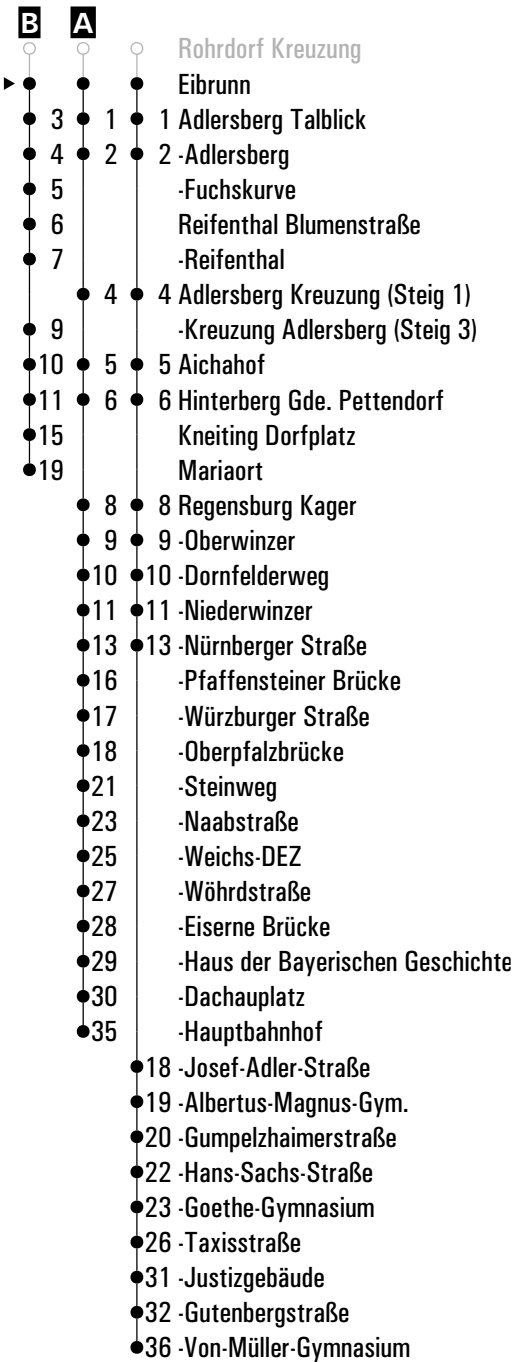 B A
Rohrdorf Kreuzung
Eibrunn
3 1 1 Adlersberg Talblick
4 2 2 -Adlersberg
5 -Fuchskurve
6 Reifenthal Blumenstraße
7 -Reifenthal
4 4 Adlersberg Kreuzung (Steig 1)
9 -Kreuzung Adlersberg (Steig 3)
10 5 5 Aichahof
11 6 6 Hinterberg Gde. Pettendorf
15 Kneiting Dorfplatz
19 Mariaort
8 8 Regensburg Kager
9 9 -Oberwinzer
10 10 -Dornfelderweg
11 11 -Niederwinzer
13 13 -Nürnberger Straße
16 -Pfaffensteiner Brücke
17 -Würzburger Straße
18 -Oberpfalzbrücke
21 -Steinweg
23 -Naabstraße
25 -Weichs-DEZ
27 -Wöhrdstraße
28 -Eiserne Brücke
29 -Haus der Bayerischen Geschichte
30 -Dachauplatz
35 -Hauptbahnhof
18 -Josef-Adler-Straße
19 -Albertus-Magnus-Gym.
20 -Gumpelzhaimerstraße
22 -Hans-Sachs-Straße
23 -Goethe-Gymnasium
26 -Taxisstraße
31 -Justizgebäude
32 -Gutenbergstraße
36 -Von-Müller-Gymnasium